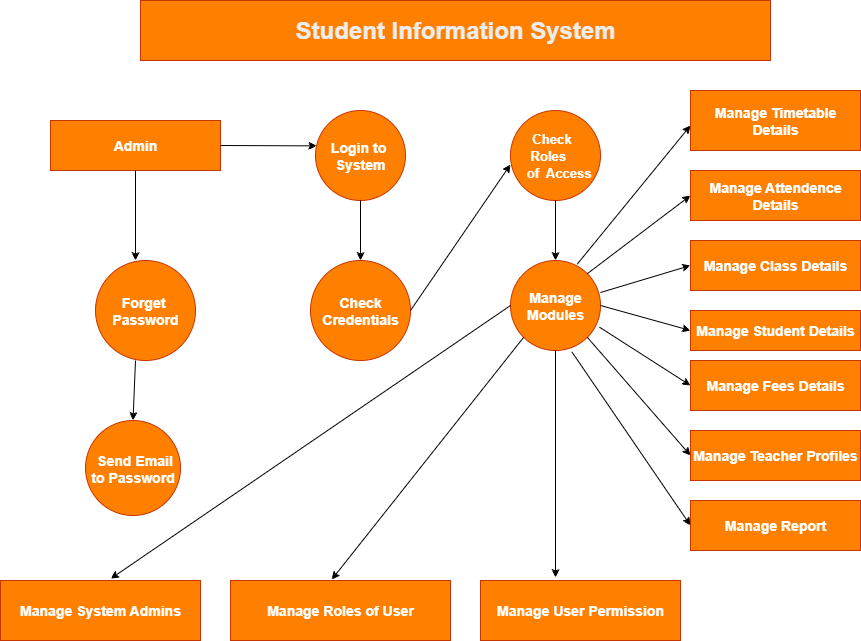 Student Information System
Admin
Login to
System
Check
Roles
of Access
Manage Timetable
Details
Manage Attendence
Details
Manage Class Details
Manage Student Details
Manage Fees Details
Manage Teacher Profiles
Manage Report
Forget
Password
Check
Credentials
Manage
Modules
Send Email
to Password
Manage System Admins
Manage Roles of User
Manage User Permission